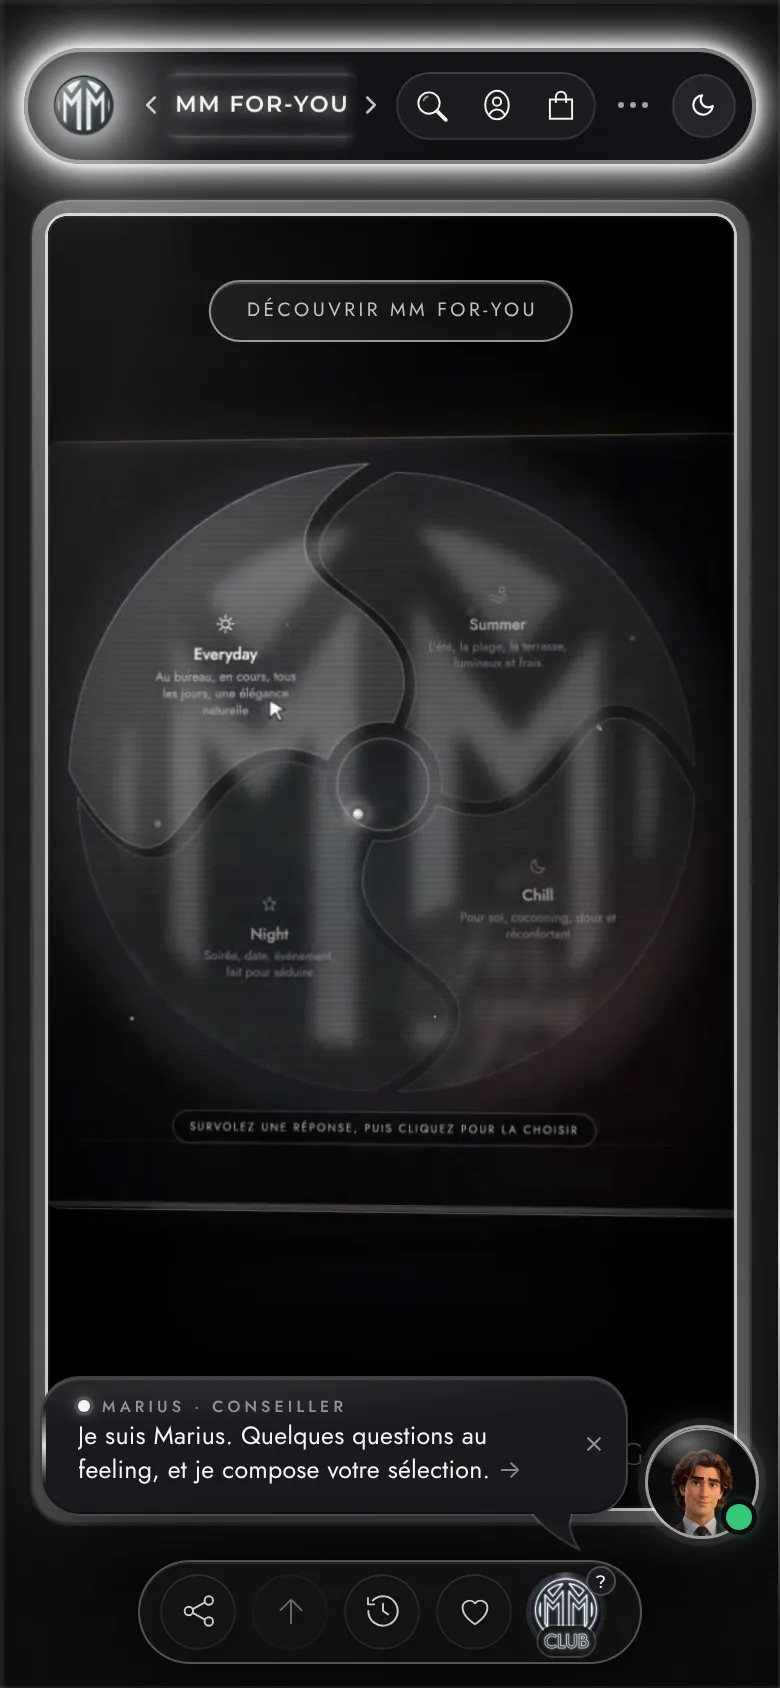 MM
MM FOR-YOU
DÉCOUVRIR MM FOR-YOU
Everyday
Au bureau, en cours, tous
les jours, une élégance
naturelle
Summer
L'été, la plage, la terrasse,
lumineux et frais
Night
Soirée, date, événement,
fait pour séduire
Chill
Pour soi, cocooning, doux et
réconfortant
SURVOLEZ UNE RÉPONSE, PUIS CLIQUEZ POUR LA CHOISIR
MARIUS · CONSEILLER
Je suis Marius. Quelques questions au
feeling, et je compose votre sélection. →
G
?
MM
CLUB